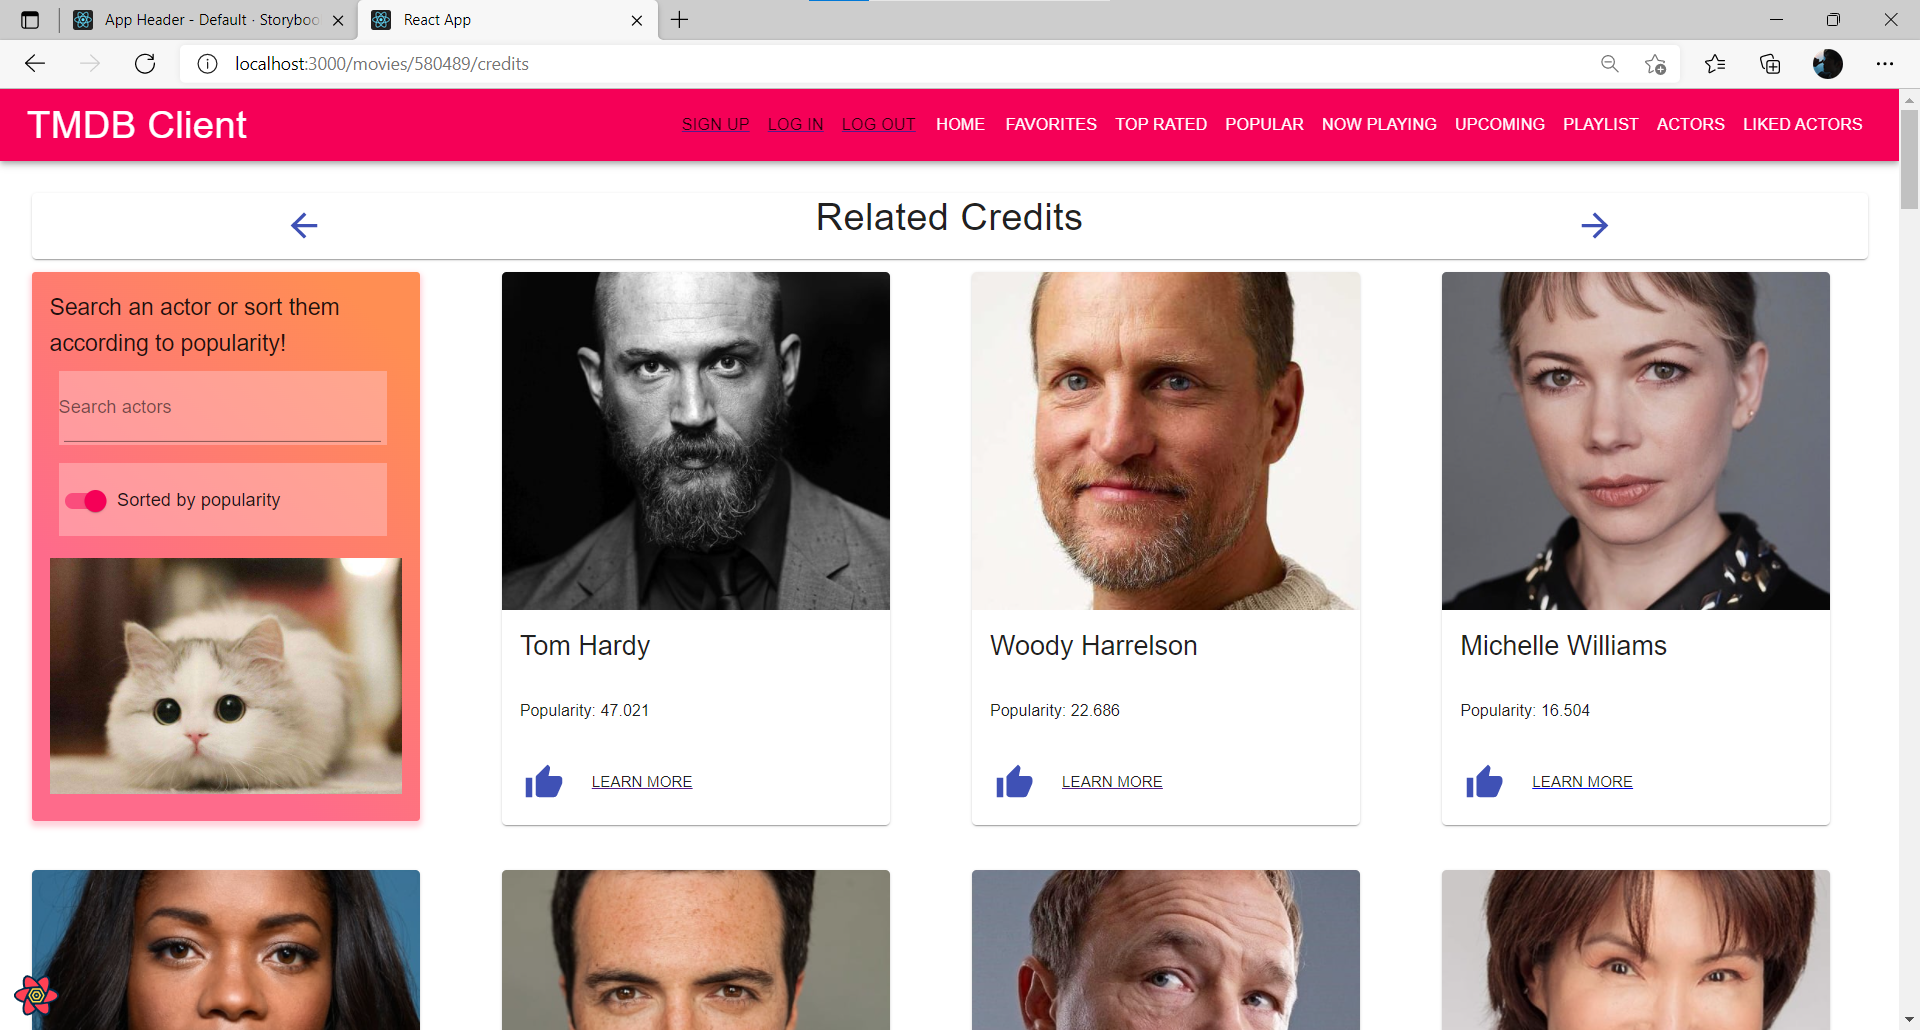 App Header - Default · Storyboo
React App
localhost:3000/movies/580489/credits
TMDB Client
SIGN UP LOG IN LOG OUT HOME FAVORITES TOP RATED POPULAR NOW PLAYING UPCOMING PLAYLIST ACTORS LIKED ACTORS
Related Credits
Search an actor or sort them
according to popularity!
Search actors
Sorted by popularity
Tom Hardy
Popularity: 47.021
LEARN MORE
Woody Harrelson
Popularity: 22.686
LEARN MORE
Michelle Williams
Popularity: 16.504
LEARN MORE